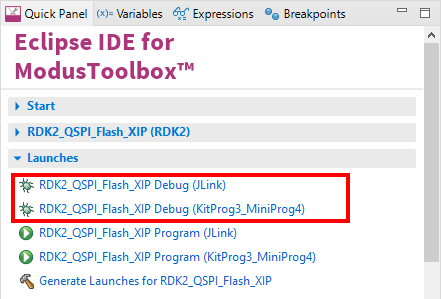 Quick Panel (x)= Variables Expressions Breakpoints
Eclipse IDE for
ModusToolbox™
Start
RDK2_QSPI_Flash_XIP (RDK2)
Launches
RDK2_QSPI_Flash_XIP Debug (JLink)
RDK2_QSPI_Flash_XIP Debug (KitProg3_MiniProg4)
RDK2_QSPI_Flash_XIP Program (JLink)
RDK2_QSPI_Flash_XIP Program (KitProg3_MiniProg4)
Generate Launches for RDK2_QSPI_Flash_XIP